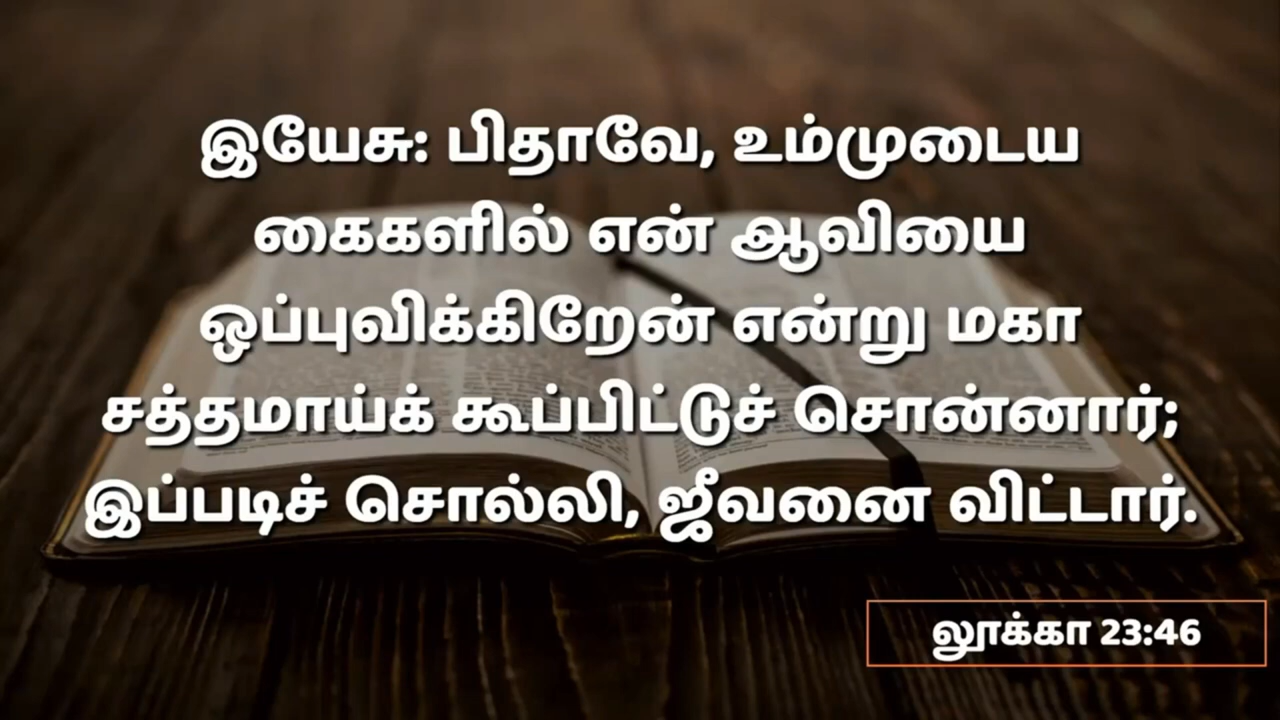 இயேசு: பிதாவே, உம்முடைய
கைகளில் என் ஆவியை
ஒப்புவிக்கிறேன் என்று மகா
சத்தமாய்க் கூப்பிட்டுச் சொன்னார்;
இப்படிச் சொல்லி, ஜீவனை விட்டார்.
லூக்கா 23:46